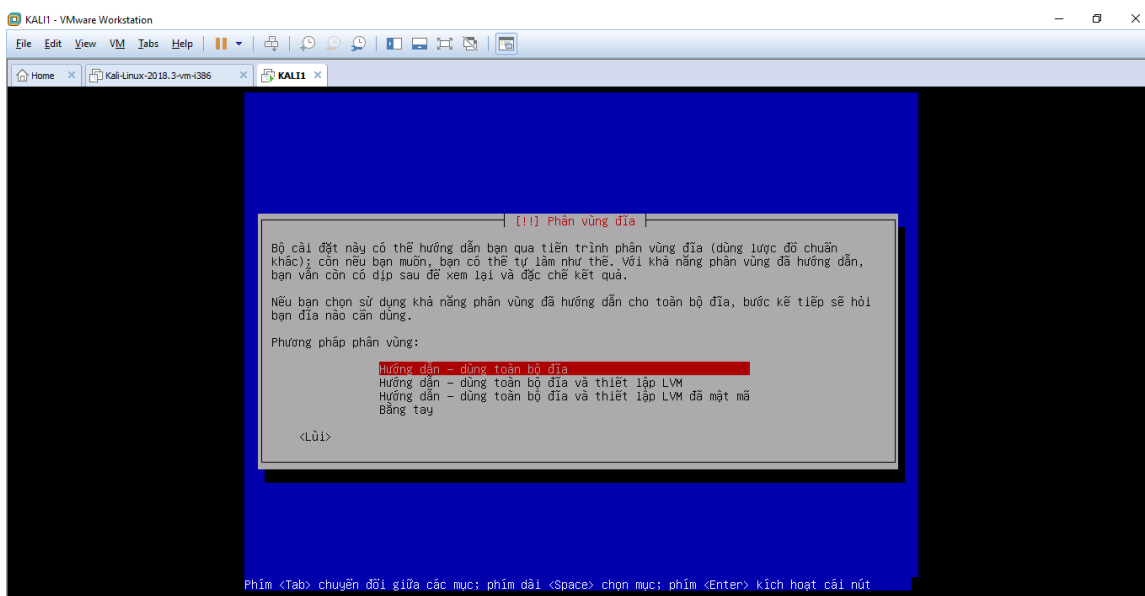 KALI1 - VMware Workstation
File Edit View VM Tabs Help
Home Kali-Linux-2018.3-vm-i386 KALI1
[!!] Phân vùng đĩa
Bộ cài đặt này có thể hướng dẫn bạn qua tiến trình phân vùng đĩa (dùng lược đồ chuẩn
khác); còn nếu bạn muốn, bạn có thể tự làm như thế. Với khả năng phân vùng đã hướng dẫn,
bạn vẫn còn có dịp sau để xem lại và đặc chế kết quả.
Nếu bạn chọn sử dụng khả năng phân vùng đã hướng dẫn cho toàn bộ đĩa, bước kế tiếp sẽ hỏi
bạn đĩa nào cần dùng.
Phương pháp phân vùng:
Hướng dẫn – dùng toàn bộ đĩa
Hướng dẫn – dùng toàn bộ đĩa và thiết lập LVM
Hướng dẫn – dùng toàn bộ đĩa và thiết lập LVM đã mật mã
Bằng tay
<Lùi>
Phím <Tab> chuyển đổi giữa các mục; phím dài <Space> chọn mục; phím <Enter> kích hoạt cái nút